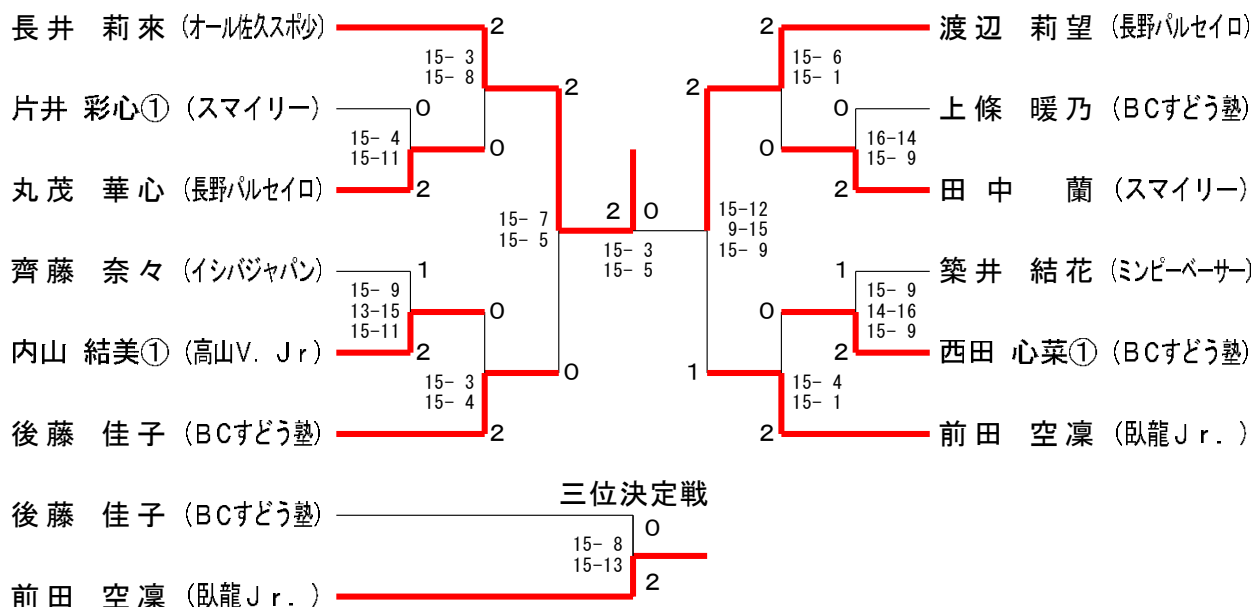 長井 莉來 (オール佐久スポ少) 2 2 渡辺 莉望 (長野パルセイロ)
15- 3 15- 6
15- 8 2 2 15- 1
片井 彩心① (スマイリー) 0 0 上條 暖乃 (BCすどう塾)
15- 4 16-14
15-11 0 0 15- 9
丸茂 華心 (長野パルセイロ) 2 2 田中 蘭 (スマイリー)
15- 7 2 0 15-12
15- 5 9-15
15- 3 15- 9
15- 5
齊藤 奈々 (イシバジャパン) 1 1 築井 結花 (ミンピーベーサー)
15- 9 15- 9
13-15 0 0 14-16
15-11 15- 9
内山 結美① (高山V. Jr) 2 2 西田 心菜① (BCすどう塾)
15- 3 0 1 15- 4
15- 4 15- 1
後藤 佳子 (BCすどう塾) 2 2 前田 空凜 (臥龍Jr.)
三位決定戦
後藤 佳子 (BCすどう塾) 0
15- 8
15-13
前田 空凜 (臥龍Jr.) 2